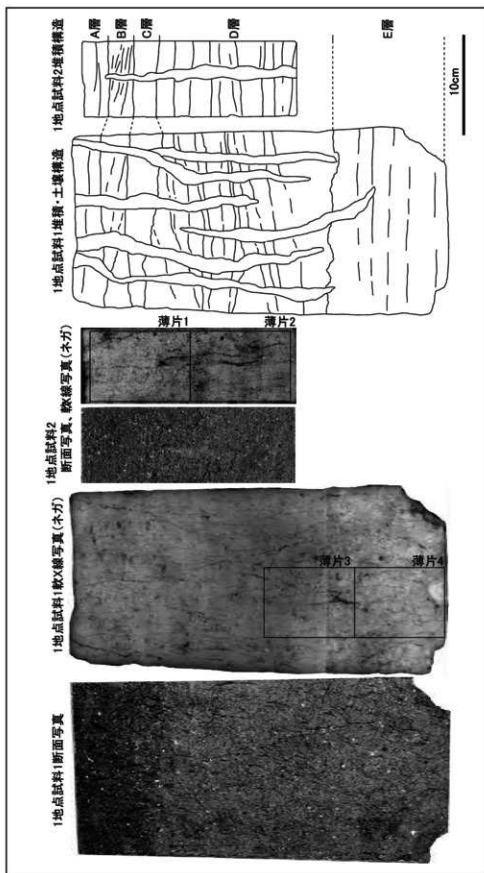 1地点試料1断面写真
1地点試料1軟X線写真(ネガ)
薄片3
薄片4
1地点試料2
断面写真、軟X線写真(ネガ)
薄片1
薄片2
1地点試料1堆積・土壌構造
1地点試料2堆積構造
A層
B層
C層
D層
E層
10cm